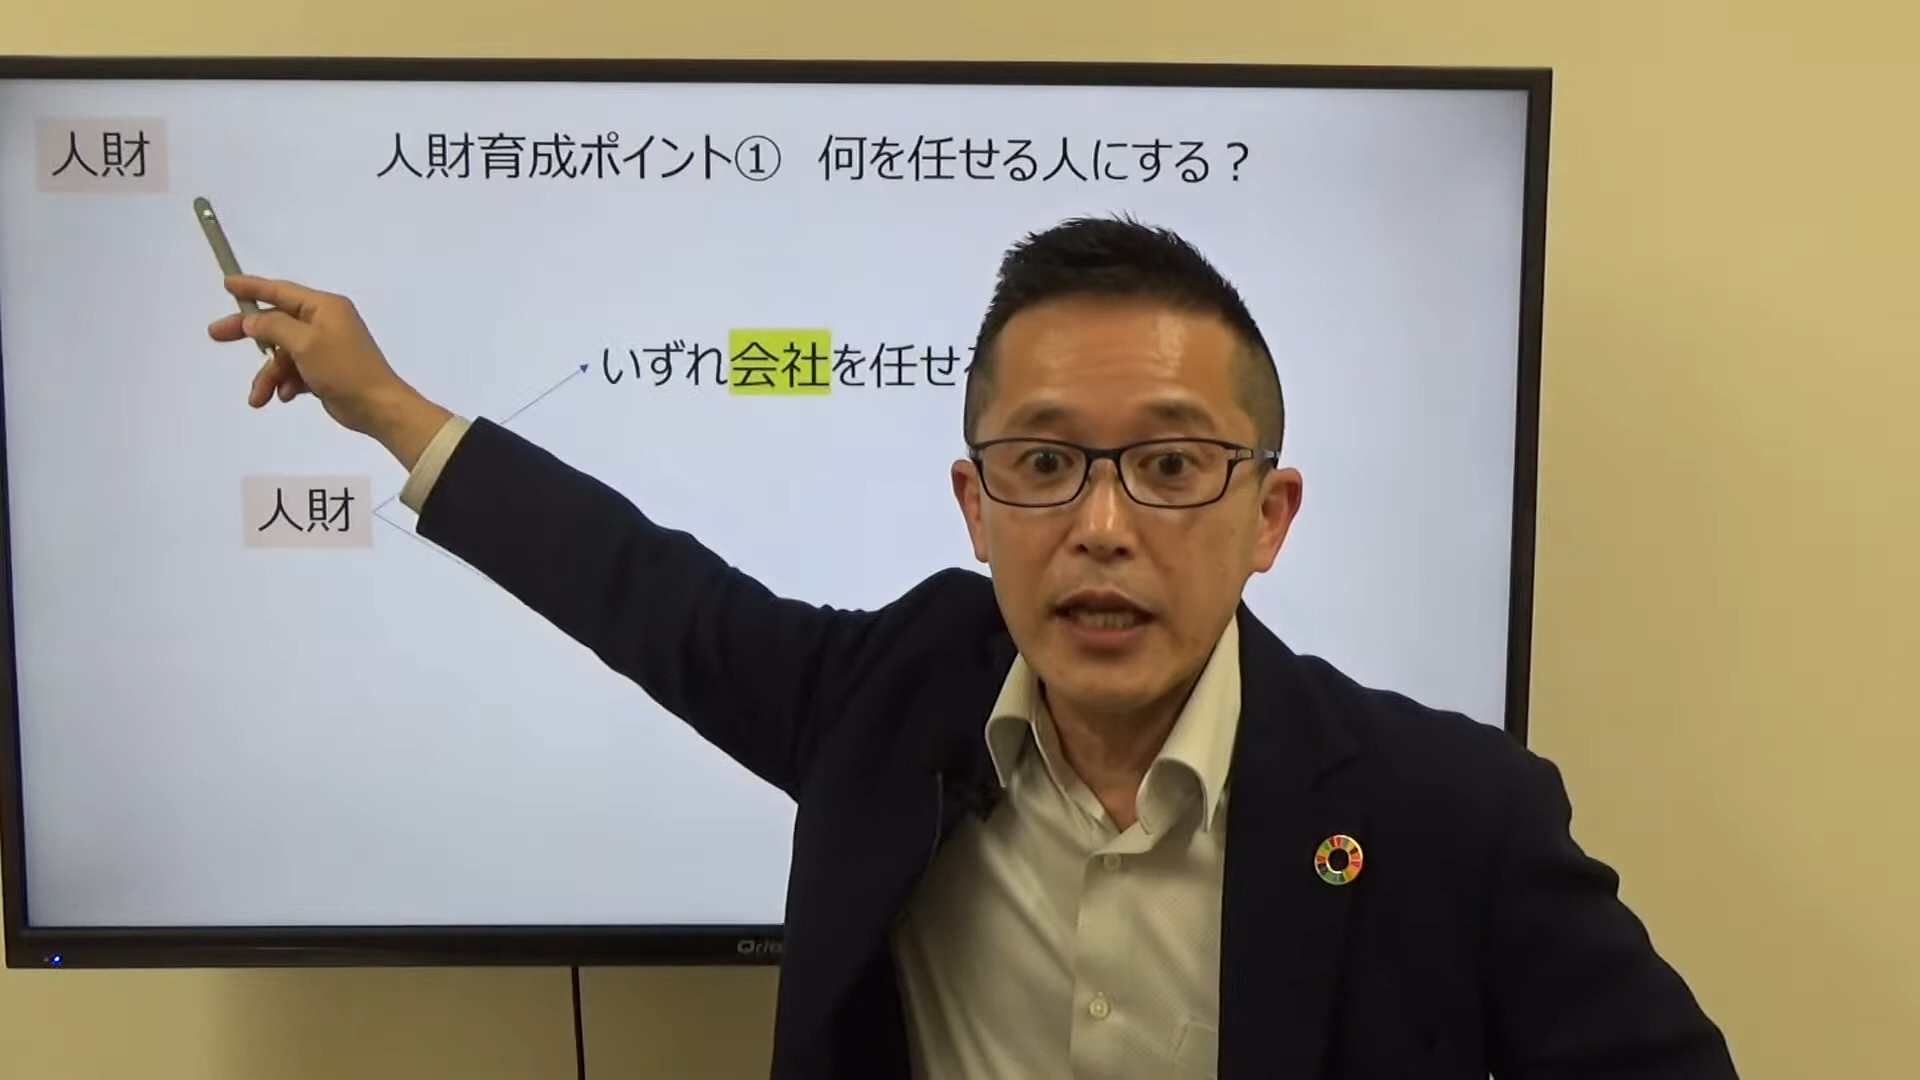 人財
人財育成ポイント① 何を任せる人にする？
いずれ会社を任せ
人財